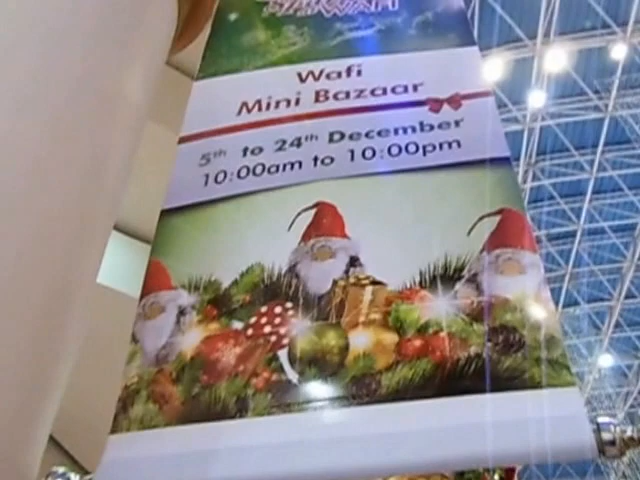 Wafi
Mini Bazaar
5th to 24th December
10:00am to 10:00pm